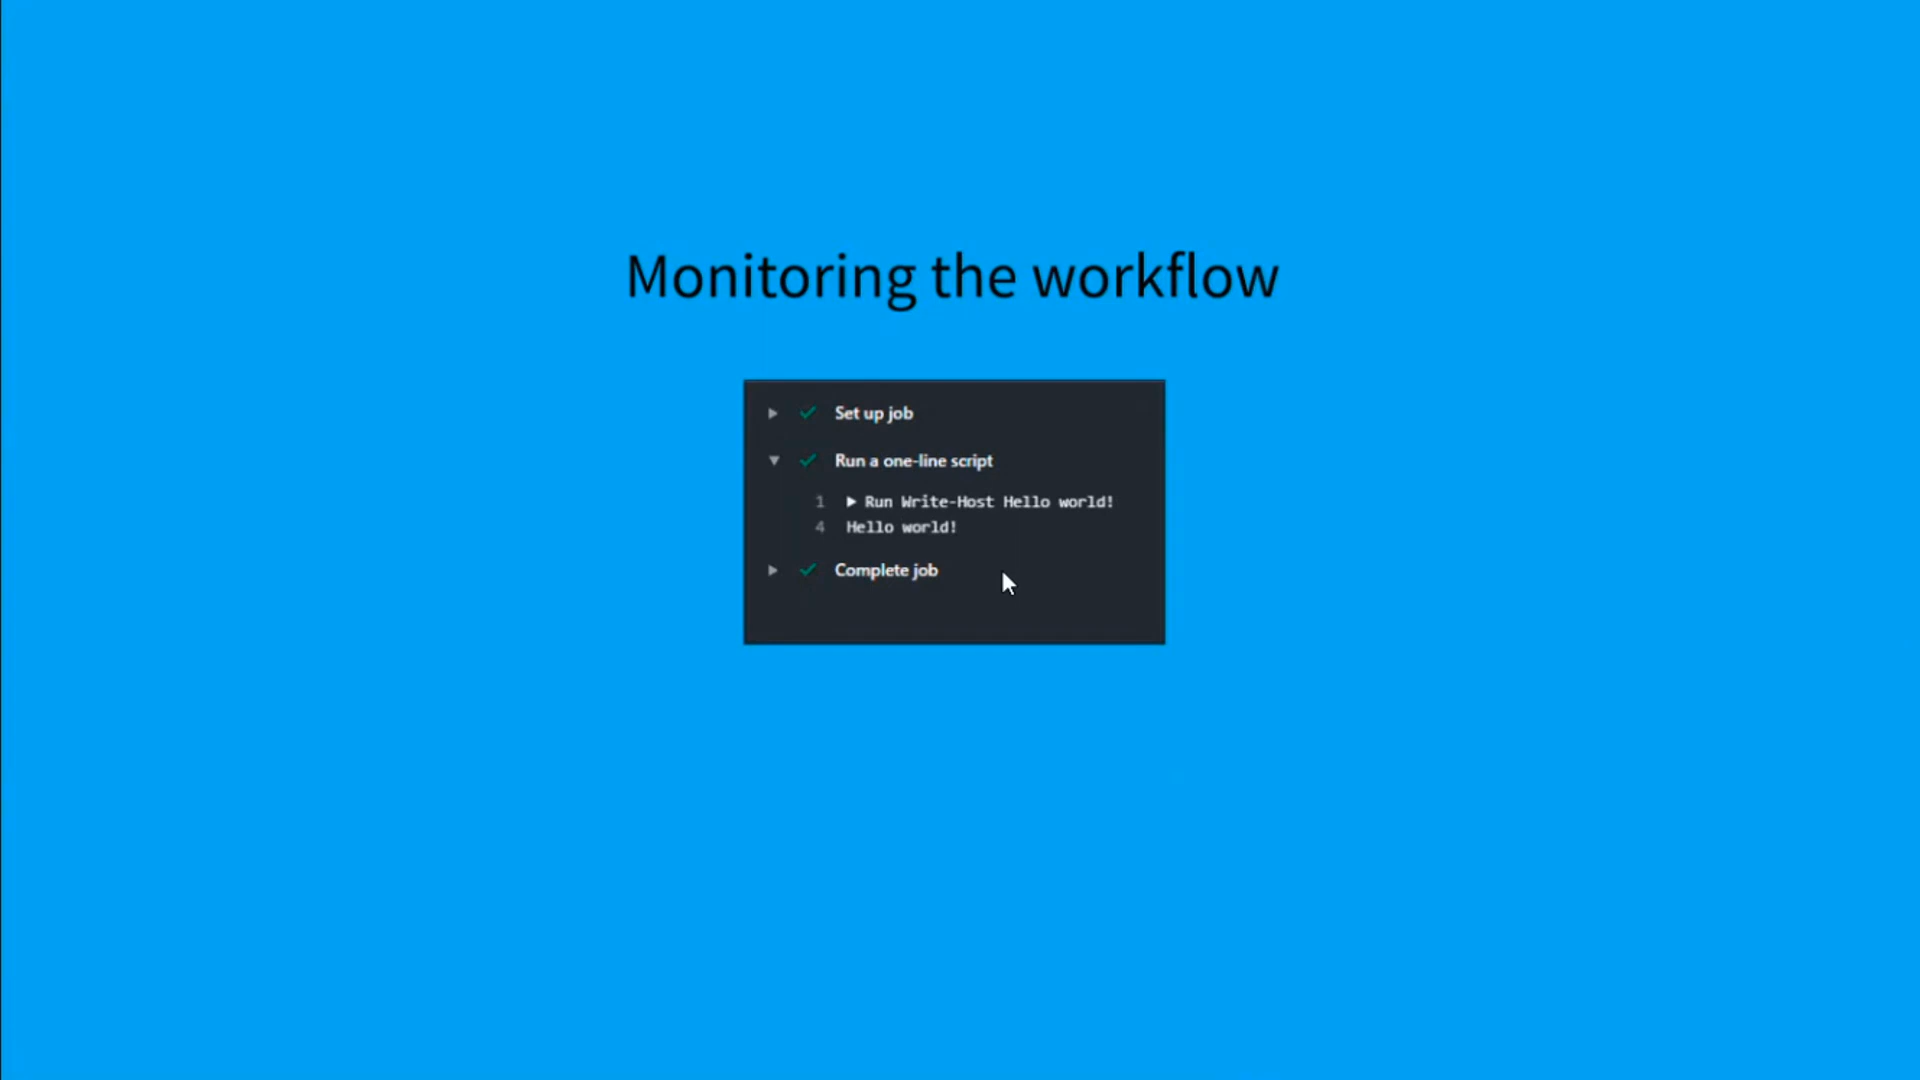 Monitoring the workflow
Set up job
Run a one-line script
1 ▶ Run Write-Host Hello world!
4 Hello world!
Complete job